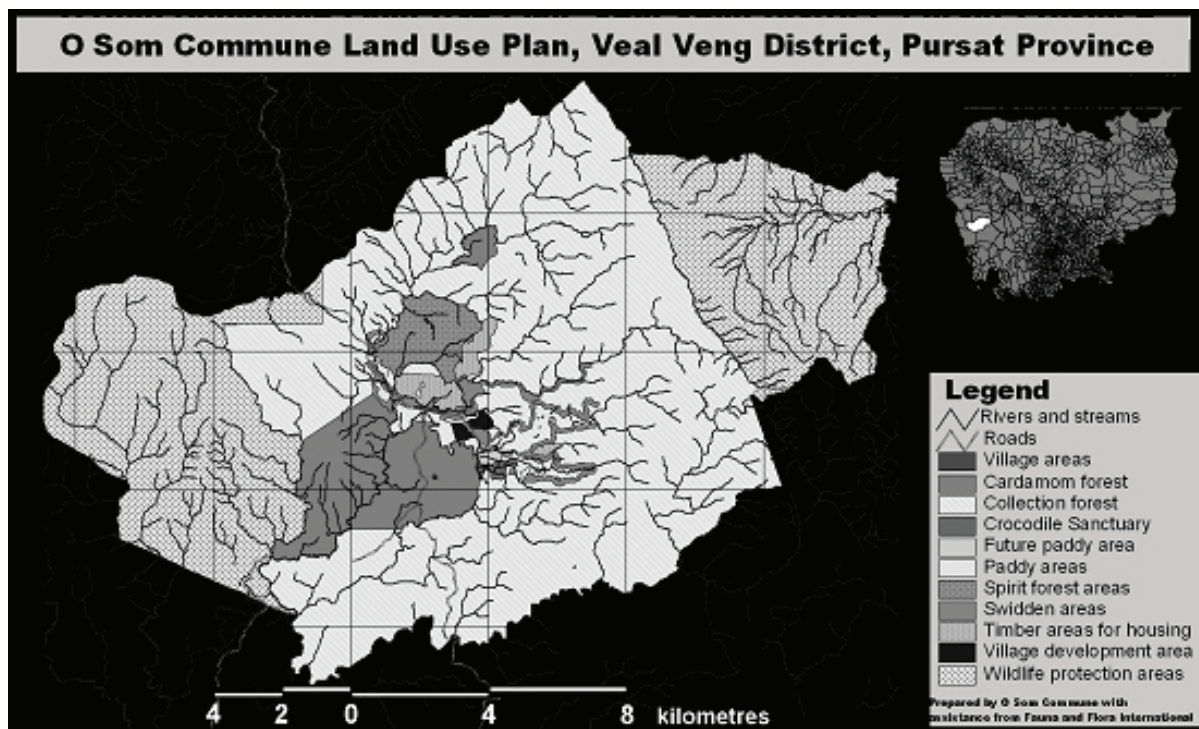 O Som Commune Land Use Plan, Veal Veng District, Pursat Province
Legend
Rivers and streams
Roads
Village areas
Cardamom forest
Collection forest
Crocodile Sanctuary
Future paddy area
Paddy areas
Spirit forest areas
Swidden areas
Timber areas for housing
Village development area
Wildlife protection areas
Prepared by O Som Commune with
assistance from Fauna and Flora International
4 2 0 4 8 kilometres